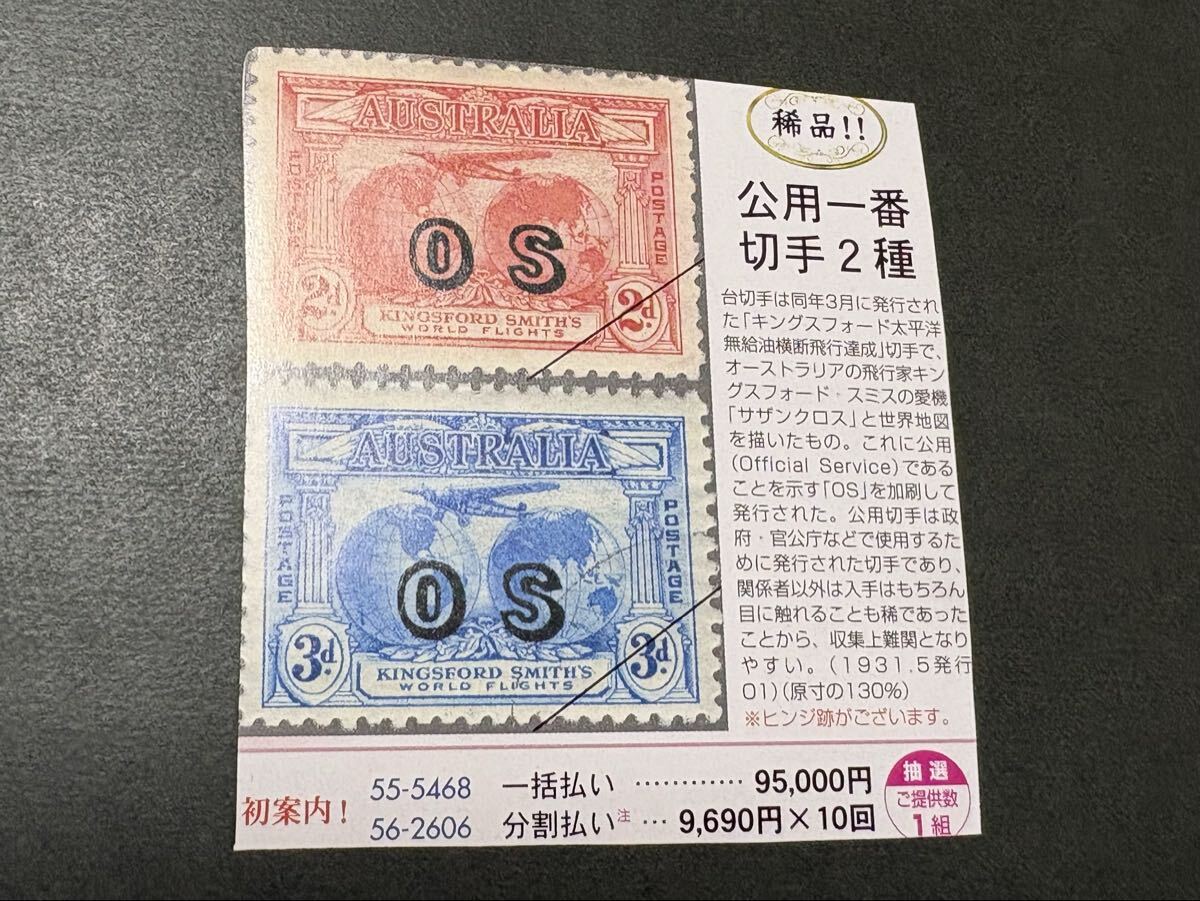 AUSTRALIA
POSTAGE
O S
2d. 2d.
KINGSFORD SMITH'S
WORLD FLIGHTS
AUSTRALIA
POSTAGE POSTAGE
O S
3d. 3d.
KINGSFORD SMITH'S
WORLD FLIGHTS
稀品!!
公用一番
切手2種
台切手は同年3月に発行され
た「キングスフォード太平洋
無給油横断飛行達成」切手で、
オーストラリアの飛行家キン
グスフォード・スミスの愛機
「サザンクロス」と世界地図
を描いたもの。これに公用
(Official Service)である
ことを示す「OS」を加刷して
発行された。公用切手は政
府・官公庁などで使用するた
めに発行された切手であり、
関係者以外は入手はもちろん
目に触れることも稀であった
ことから、収集上難関となり
やすい。(1931.5発行
01)(原寸の130%)
※ヒンジ跡がございます。
初案内!
55-5468 一括払い ………… 95,000円
56-2606 分割払い注 … 9,690円×10回
抽選
ご提供数
1組